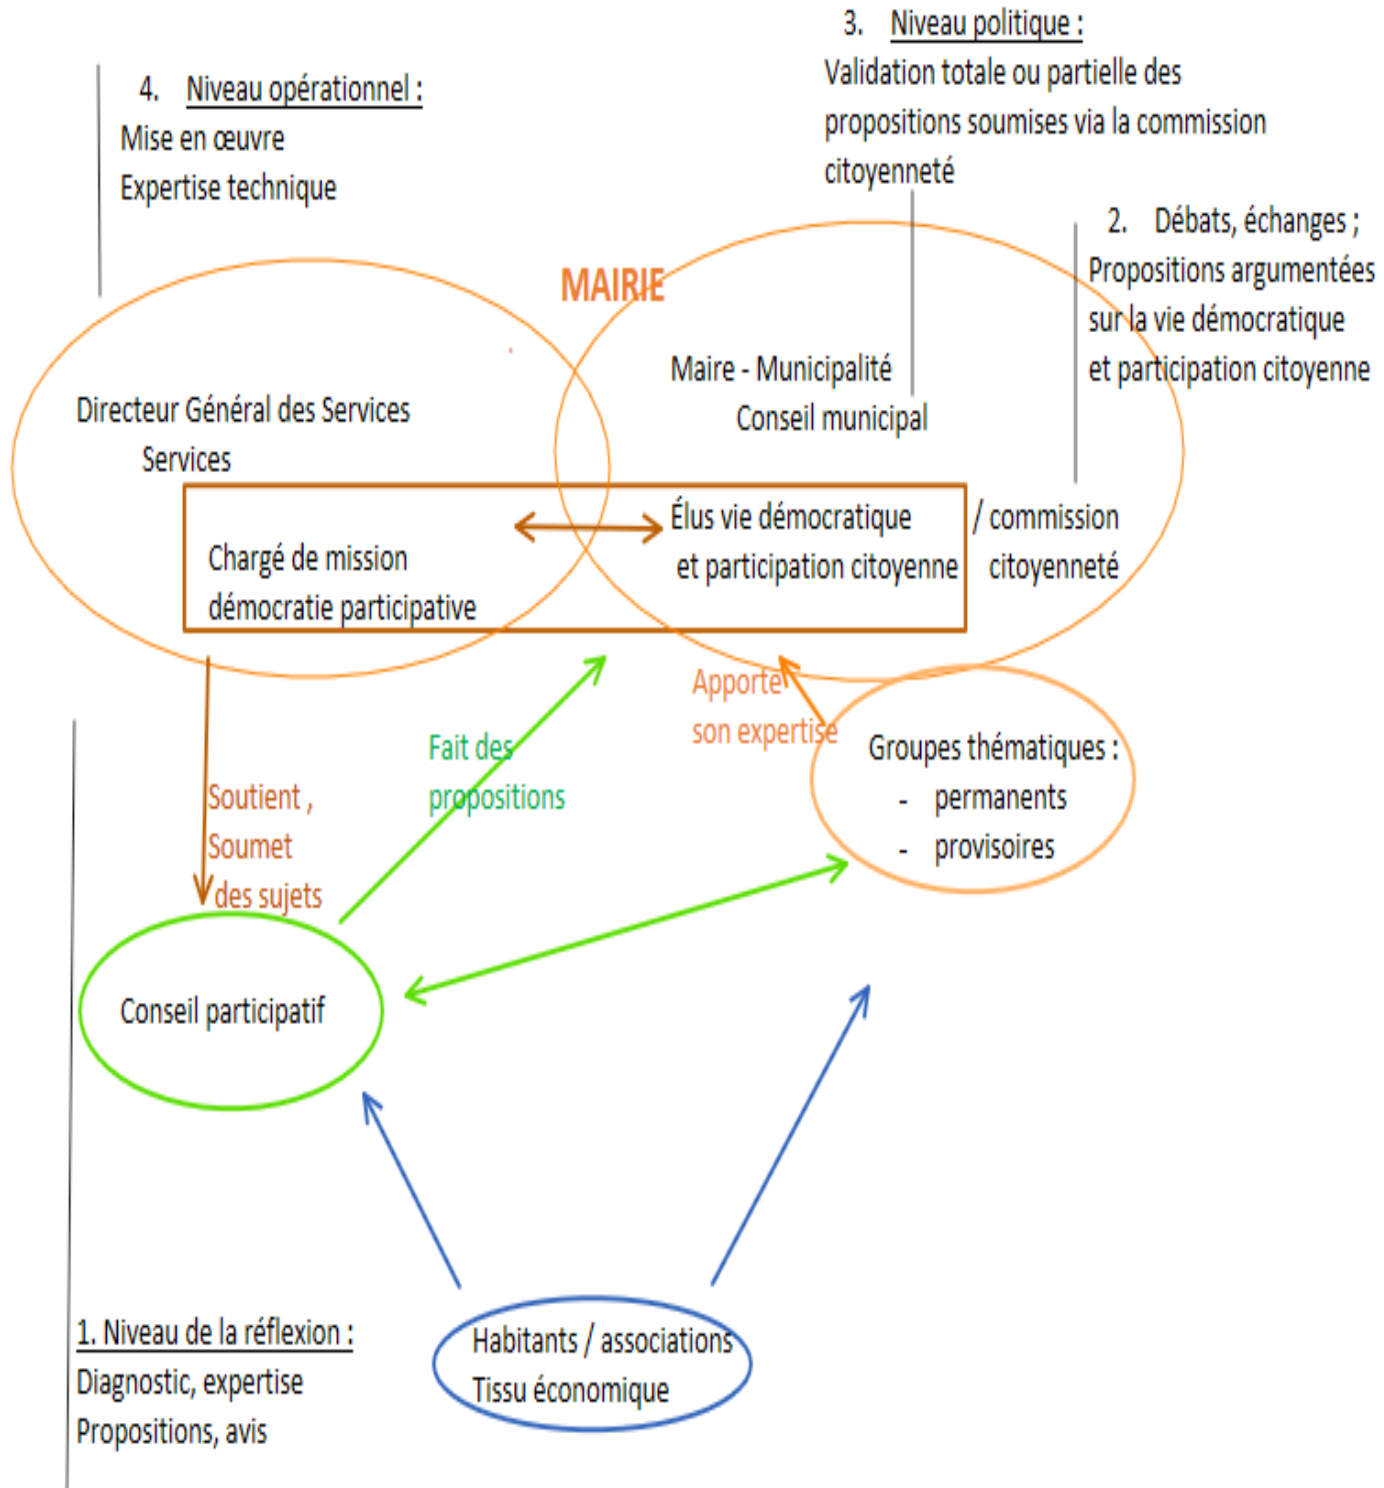 3. Niveau politique :
Validation totale ou partielle des
propositions soumises via la commission
citoyenneté
4. Niveau opérationnel :
Mise en œuvre
Expertise technique
2. Débats, échanges ;
Propositions argumentées
sur la vie démocratique
et participation citoyenne
MAIRIE
Maire - Municipalité
Conseil municipal
Directeur Général des Services
Services
Élus vie démocratique / commission
et participation citoyenne citoyenneté
Chargé de mission
démocratie participative
Apporte
son expertise
Fait des
propositions
Groupes thématiques :
- permanents
- provisoires
Soutient ,
Soumet
des sujets
Conseil participatif
1. Niveau de la réflexion :
Diagnostic, expertise
Propositions, avis
Habitants / associations
Tissu économique